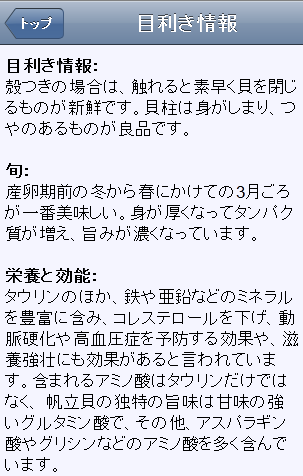 トップ
目利き情報
目利き情報:
殻つきの場合は、触れると素早く貝を閉じ
るものが新鮮です。貝柱は身がしまり、つ
やのあるものが良品です。
旬:
産卵期前の冬から春にかけての3月ごろ
が一番美味しい。身が厚くなってタンパク
質が増え、旨みが濃くなっています。
栄養と効能:
タウリンのほか、鉄や亜鉛などのミネラル
を豊富に含み、コレステロールを下げ、動
脈硬化や高血圧症を予防する効果や、滋
養強壮にも効果があると言われていま
す。含まれるアミノ酸はタウリンだけでは
なく、帆立貝の独特の旨味は甘味の強
いグルタミン酸で、その他、アスパラギン
酸やグリシンなどのアミノ酸を多く含んで
います。